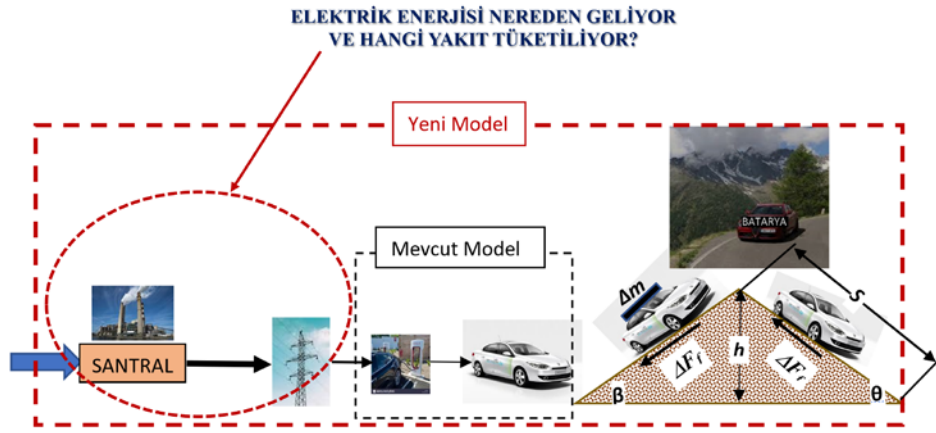 ELEKTRİK ENERJİSİ NEREDEN GELİYOR
VE HANGİ YAKIT TÜKETİLİYOR?
Yeni Model
BATARYA
Mevcut Model
Δm
S
SANTRAL
ΔFf
h
ΔFr
β
θ